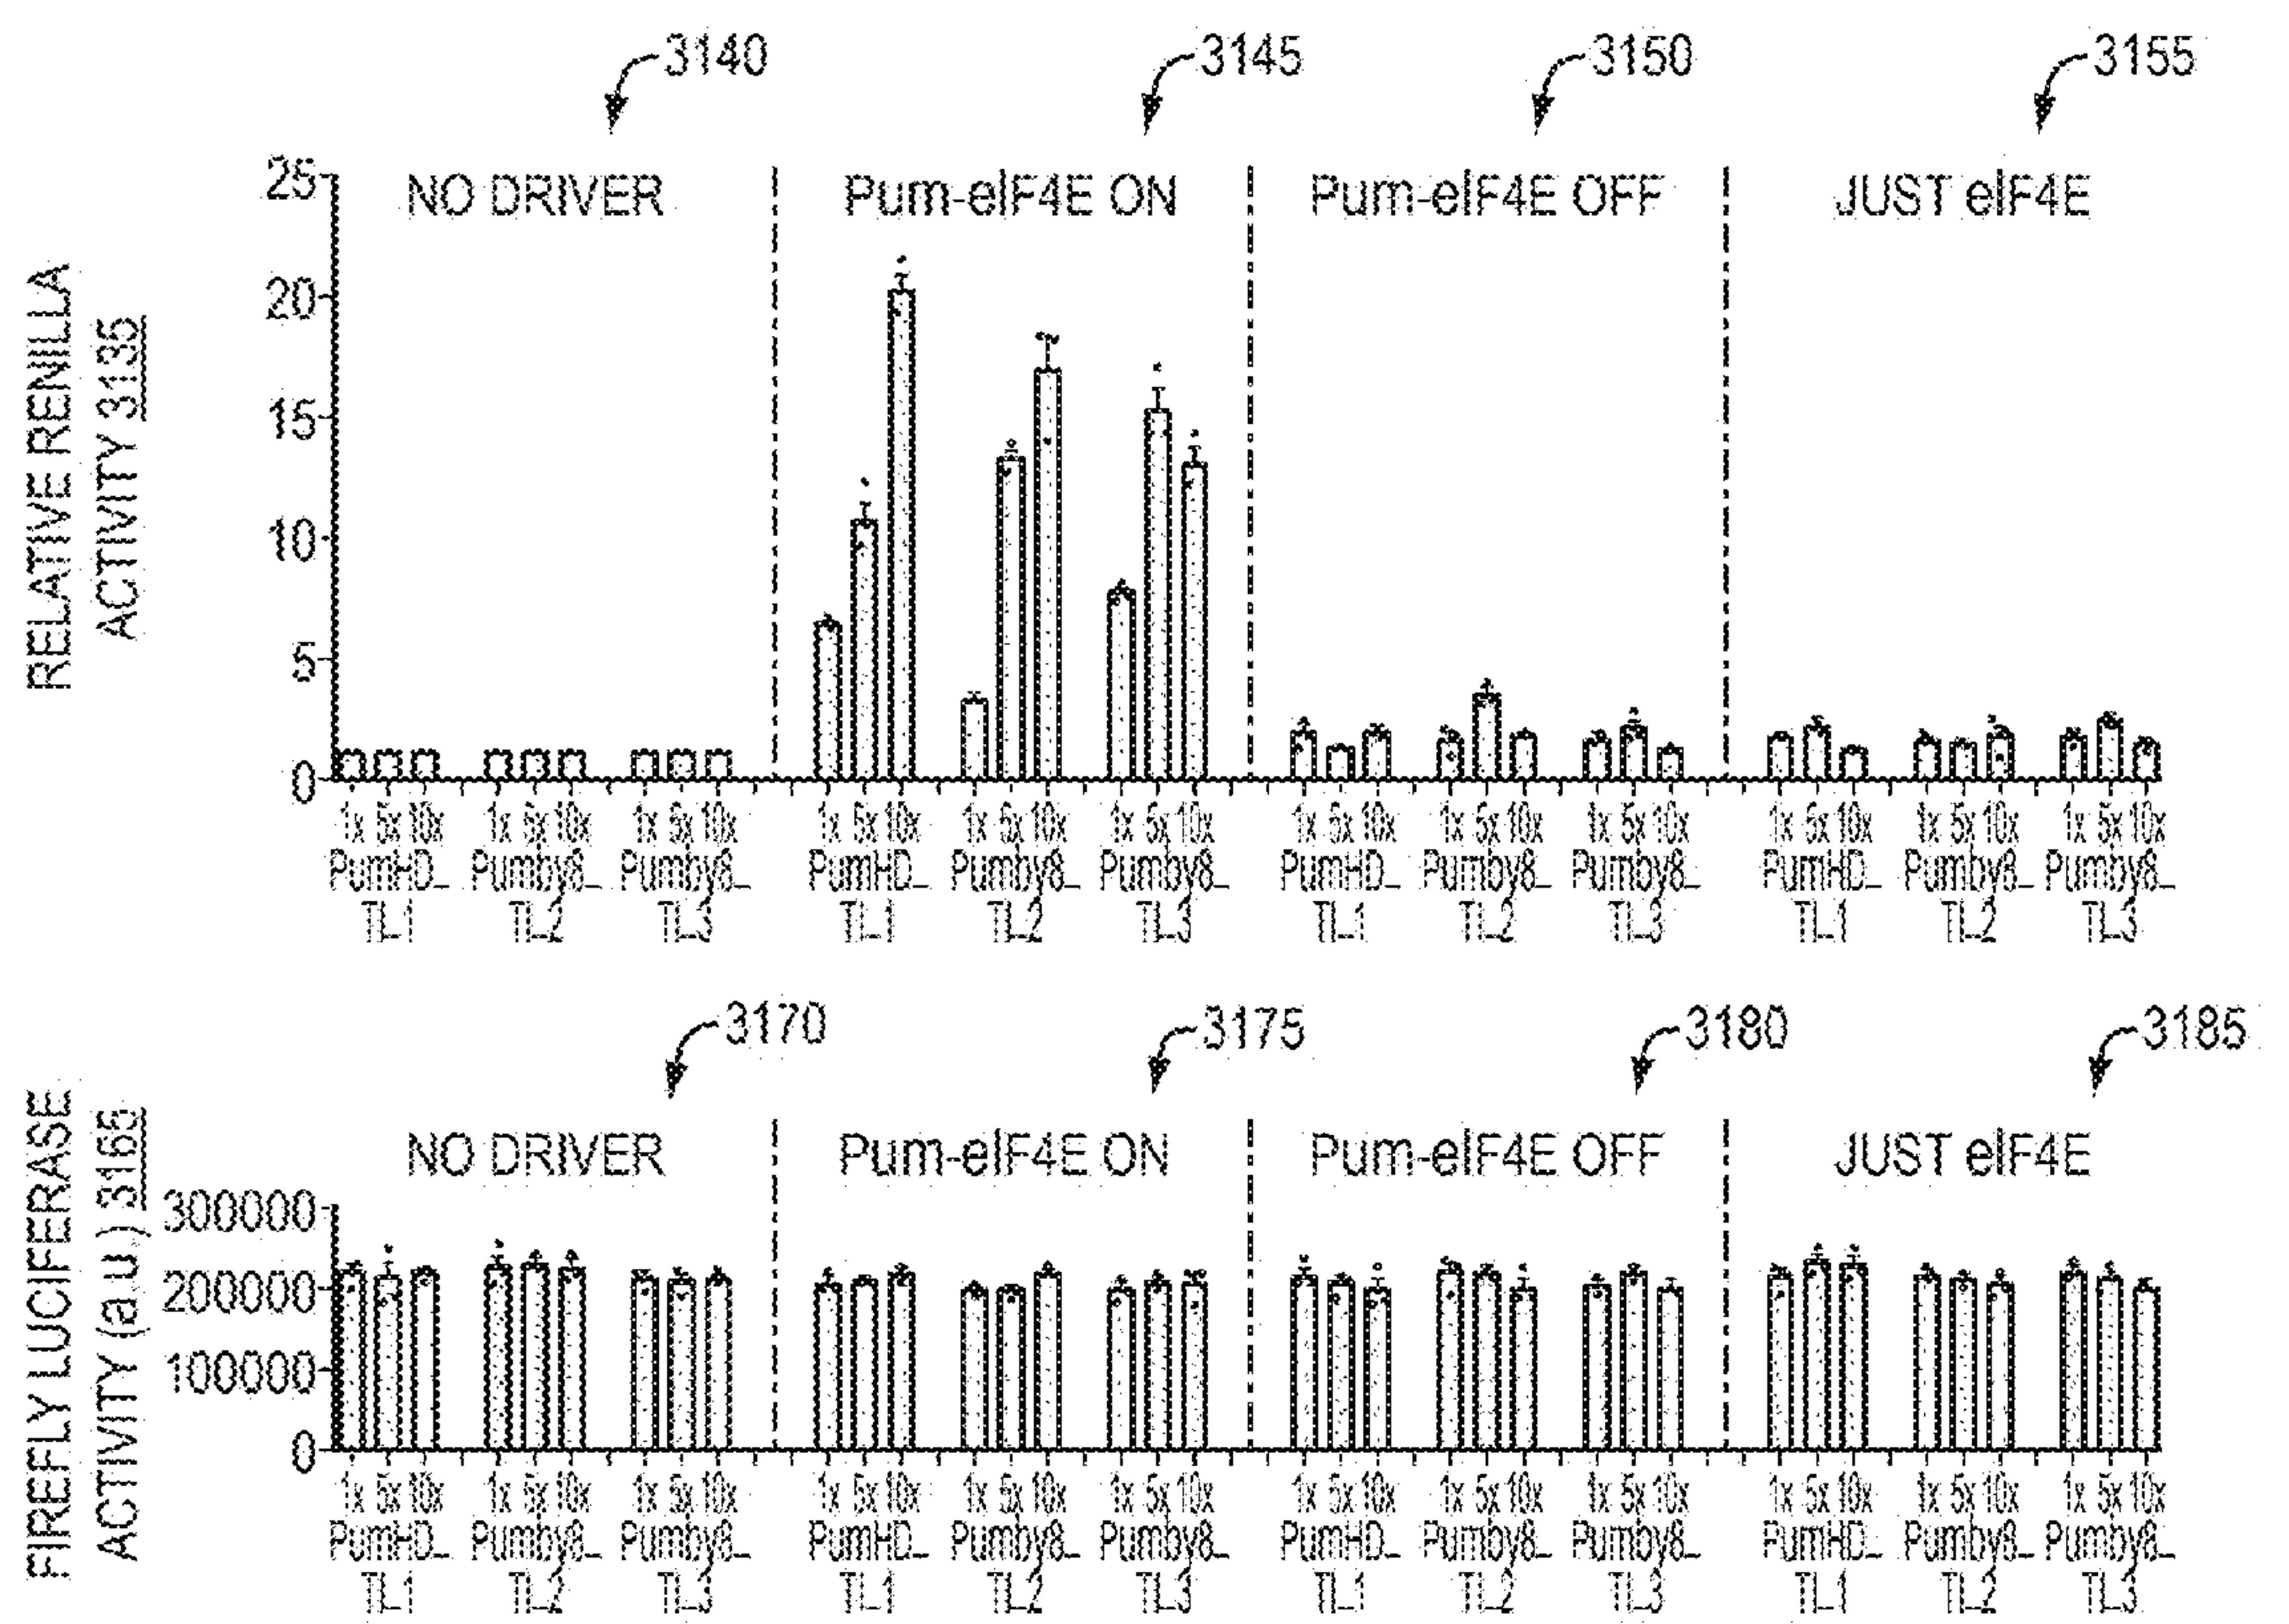 3140 3145 3150 3155
NO DRIVER Pum-eIF4E ON Pum-eIF4E OFF JUST eIF4E
RELATIVE RENILLA
ACTIVITY 3135
25
20
15
10
5
0
1x 5x 10x 1x 5x 10x 1x 5x 10x 1x 5x 10x 1x 5x 10x 1x 5x 10x 1x 5x 10x 1x 5x 10x 1x 5x 10x 1x 5x 10x 1x 5x 10x 1x 5x 10x
PumHD_ Pumby8_ Pumby8_ PumHD_ Pumby8_ Pumby8_ PumHD_ Pumby8_ Pumby8_ PumHD_ Pumby8_ Pumby8_
TL-1 TL-2 TL-3 TL-1 TL-2 TL-3 TL-1 TL-2 TL-3 TL-1 TL-2 TL-3
3170 3175 3180 3185
NO DRIVER Pum-eIF4E ON Pum-eIF4E OFF JUST eIF4E
FIREFLY LUCIFERASE
ACTIVITY (a.u.) 3165
300000
200000
100000
0
1x 5x 10x 1x 5x 10x 1x 5x 10x 1x 5x 10x 1x 5x 10x 1x 5x 10x 1x 5x 10x 1x 5x 10x 1x 5x 10x 1x 5x 10x 1x 5x 10x 1x 5x 10x
PumHD_ Pumby8_ Pumby8_ PumHD_ Pumby8_ Pumby8_ PumHD_ Pumby8_ Pumby8_ PumHD_ Pumby8_ Pumby8_
TL-1 TL-2 TL-3 TL-1 TL-2 TL-3 TL-1 TL-2 TL-3 TL-1 TL-2 TL-3